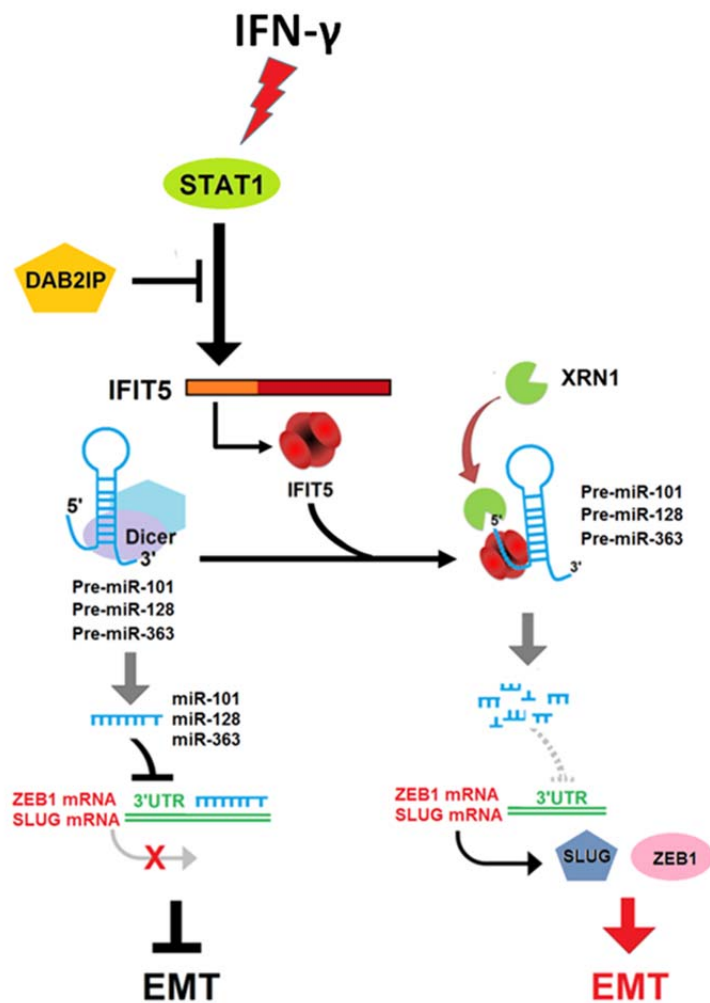 IFN-γ
STAT1
DAB2IP
IFIT5
XRN1
IFIT5
5'
Dicer
3'
Pre-miR-101
Pre-miR-128
Pre-miR-363
5'
3'
Pre-miR-101
Pre-miR-128
Pre-miR-363
miR-101
miR-128
miR-363
ZEB1 mRNA
SLUG mRNA
3'UTR
X
ZEB1 mRNA
SLUG mRNA
3'UTR
SLUG
ZEB1
EMT
EMT